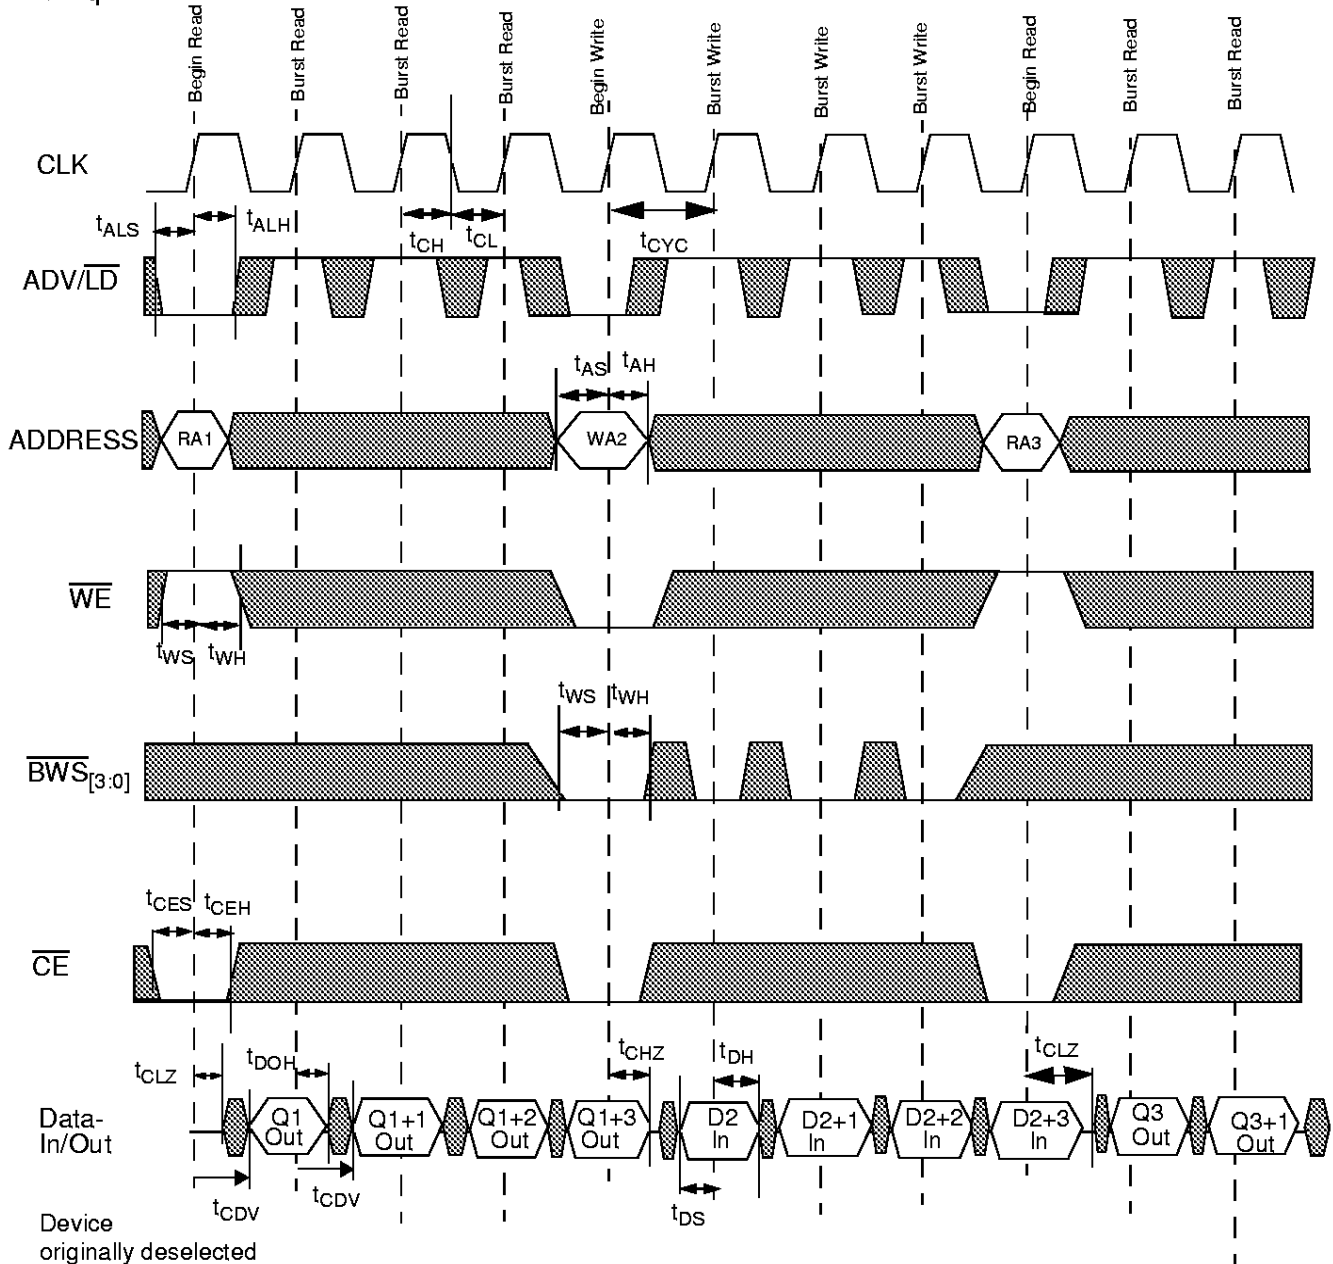 q
Begin Read
Burst Read
Burst Read
Burst Read
Begin Write
Burst Write
Burst Write
Burst Write
Begin Read
Burst Read
Burst Read
CLK
tALS
tALH
tCH
tCL
tCYC
ADV/LD
tAS
tAH
ADDRESS
RA1
WA2
RA3
WE
tWS
tWH
tWS
tWH
BWS[3:0]
tCES
tCEH
CE
tCLZ
tDOH
tCHZ
tDH
tCLZ
Data-
In/Out
Q1
Out
Q1+1
Out
Q1+2
Out
Q1+3
Out
D2
In
D2+1
In
D2+2
In
D2+3
In
Q3
Out
Q3+1
Out
tCDV
tCDV
tDS
Device
originally deselected